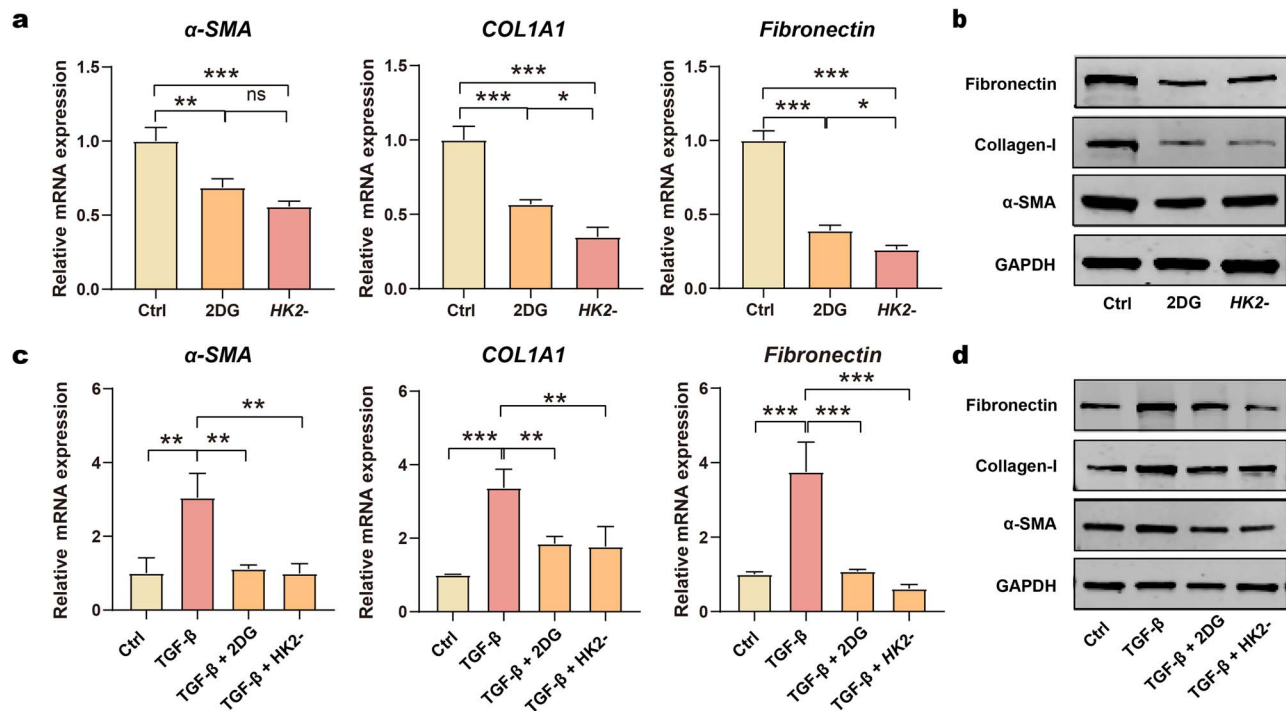 a
α-SMA
Relative mRNA expression
1.5
1.0
0.5
0.0
***
**
ns
Ctrl
2DG
HK2-
COL1A1
Relative mRNA expression
1.5
1.0
0.5
0.0
***
***
*
Ctrl
2DG
HK2-
Fibronectin
Relative mRNA expression
1.5
1.0
0.5
0.0
***
***
*
Ctrl
2DG
HK2-
b
Fibronectin
Collagen-I
α-SMA
GAPDH
Ctrl
2DG
HK2-
c
α-SMA
Relative mRNA expression
6
4
2
0
**
**
**
Ctrl
TGF-β
TGF-β + 2DG
TGF-β + HK2-
COL1A1
Relative mRNA expression
6
4
2
0
**
***
**
Ctrl
TGF-β
TGF-β + 2DG
TGF-β + HK2-
Fibronectin
Relative mRNA expression
6
4
2
0
***
***
***
Ctrl
TGF-β
TGF-β + 2DG
TGF-β + HK2-
d
Fibronectin
Collagen-I
α-SMA
GAPDH
Ctrl
TGF-β
TGF-β + 2DG
TGF-β + HK2-